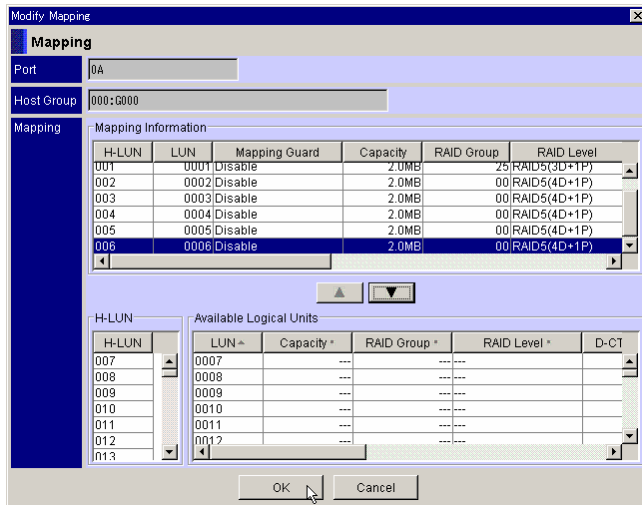 Modify Mapping
Mapping
Port 0A
Host Group 000:G000
Mapping
Mapping Information
H-LUN LUN Mapping Guard Capacity RAID Group RAID Level
001 0001 Disable 2.0MB 25 RAID5(3D+1P)
002 0002 Disable 2.0MB 00 RAID5(4D+1P)
003 0003 Disable 2.0MB 00 RAID5(4D+1P)
004 0004 Disable 2.0MB 00 RAID5(4D+1P)
005 0005 Disable 2.0MB 00 RAID5(4D+1P)
006 0006 Disable 2.0MB 00 RAID5(4D+1P)
H-LUN
H-LUN
007
008
009
010
011
012
013
Available Logical Units
LUN Capacity * RAID Group * RAID Level * D-CT
0007 --- --- ---
0008 --- --- ---
0009 --- --- ---
0010 --- --- ---
0011 --- --- ---
0012 --- --- ---
OK Cancel